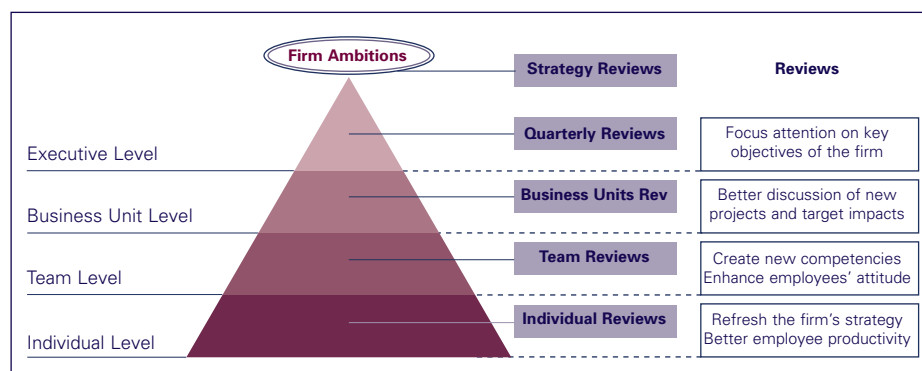 Firm Ambitions
Strategy Reviews
Reviews
Executive Level
Quarterly Reviews
Focus attention on key
objectives of the firm
Business Unit Level
Business Units Rev
Better discussion of new
projects and target impacts
Team Level
Team Reviews
Create new competencies
Enhance employees’ attitude
Individual Level
Individual Reviews
Refresh the firm’s strategy
Better employee productivity